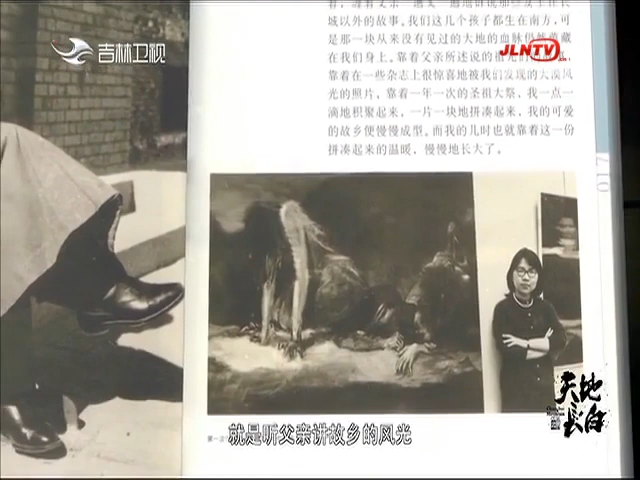 吉林卫视
JLNTV
城以外的故事。我们这几个孩子都生在南方,可
是那一块从来没有见过的大地的血脉仍然蕴藏
在我们身上。靠着父亲所述说的祖先
靠着在一些杂志上很惊喜地被我们发现的大漠风
光的照片,靠着一年一次的圣祖大祭,我一点一
滴地积聚起来,一片一块地拼凑起来,我的可爱
的故乡便慢慢成型。而我的儿时也就靠着这一份
拼凑起来的温暖,慢慢地长大了。
017
天地
长白
第一次
就是听父亲讲故乡的风光